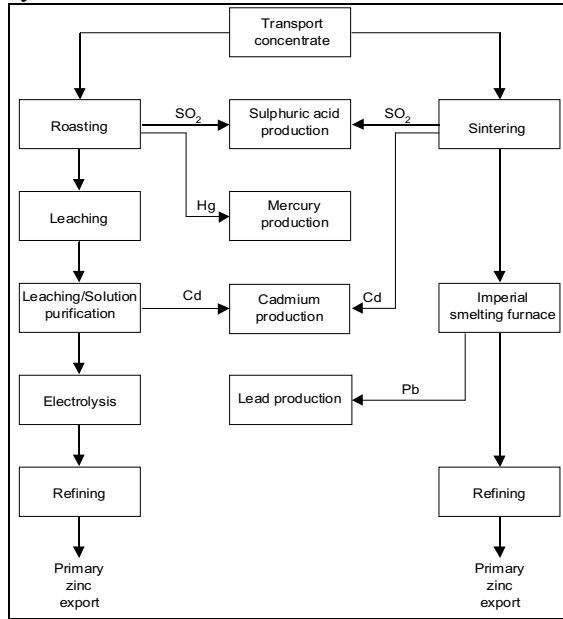 Transport
concentrate
SO2
SO2
Roasting
Sulphuric acid
production
Sintering
Hg
Leaching
Mercury
production
Cd
Cd
Leaching/Solution
purification
Cadmium
production
Imperial
smelting furnace
Pb
Electrolysis
Lead production
Refining
Refining
Primary
zinc
export
Primary
zinc
export